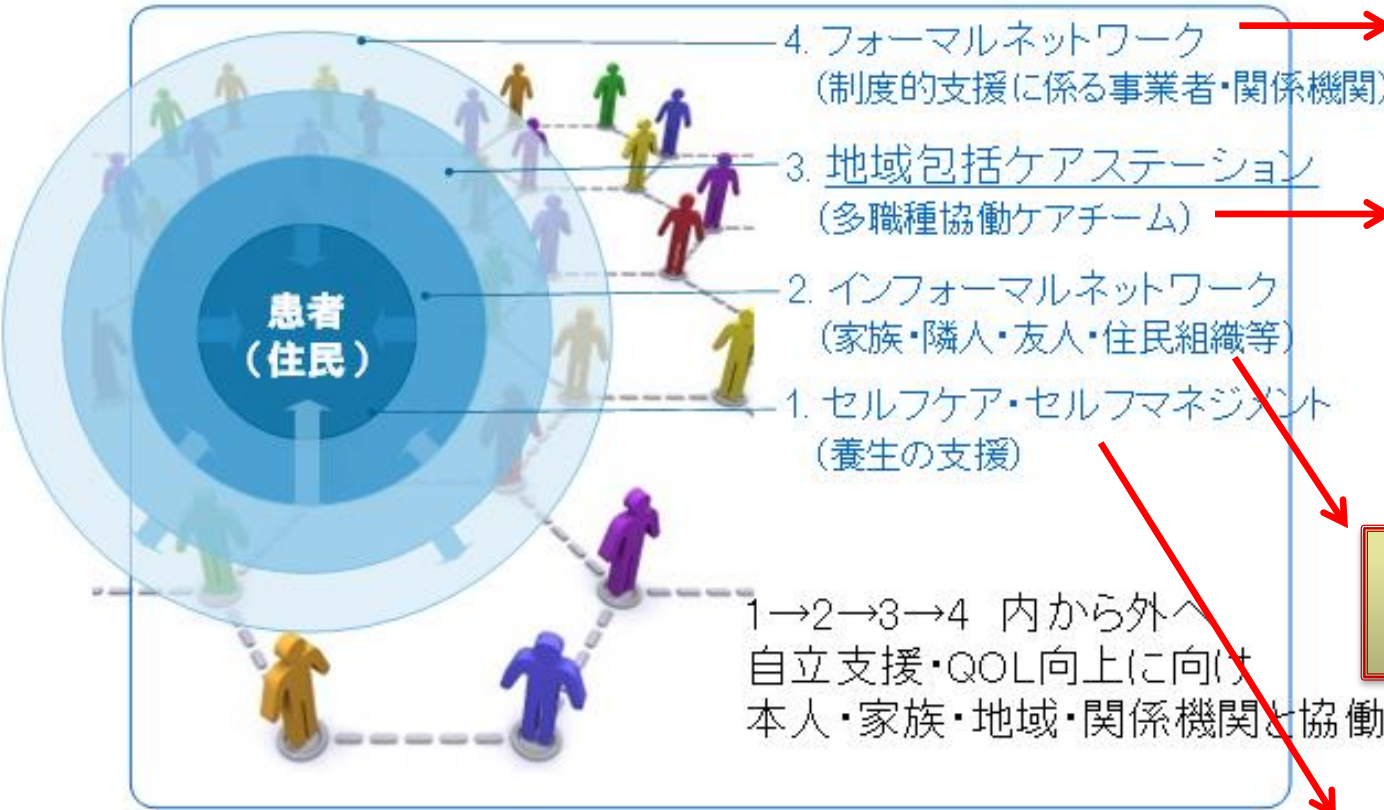 4. フォーマルネットワーク
(制度的支援に係る事業者・関係機関)
3. 地域包括ケアステーション
(多職種協働ケアチーム)
2. インフォーマルネットワーク
(家族・隣人・友人・住民組織等)
1. セルフケア・セルフマネジメント
(養生の支援)
患者
(住民)
1→2→3→4 内から外へ
自立支援・QOL向上に向け
本人・家族・地域・関係機関と協働